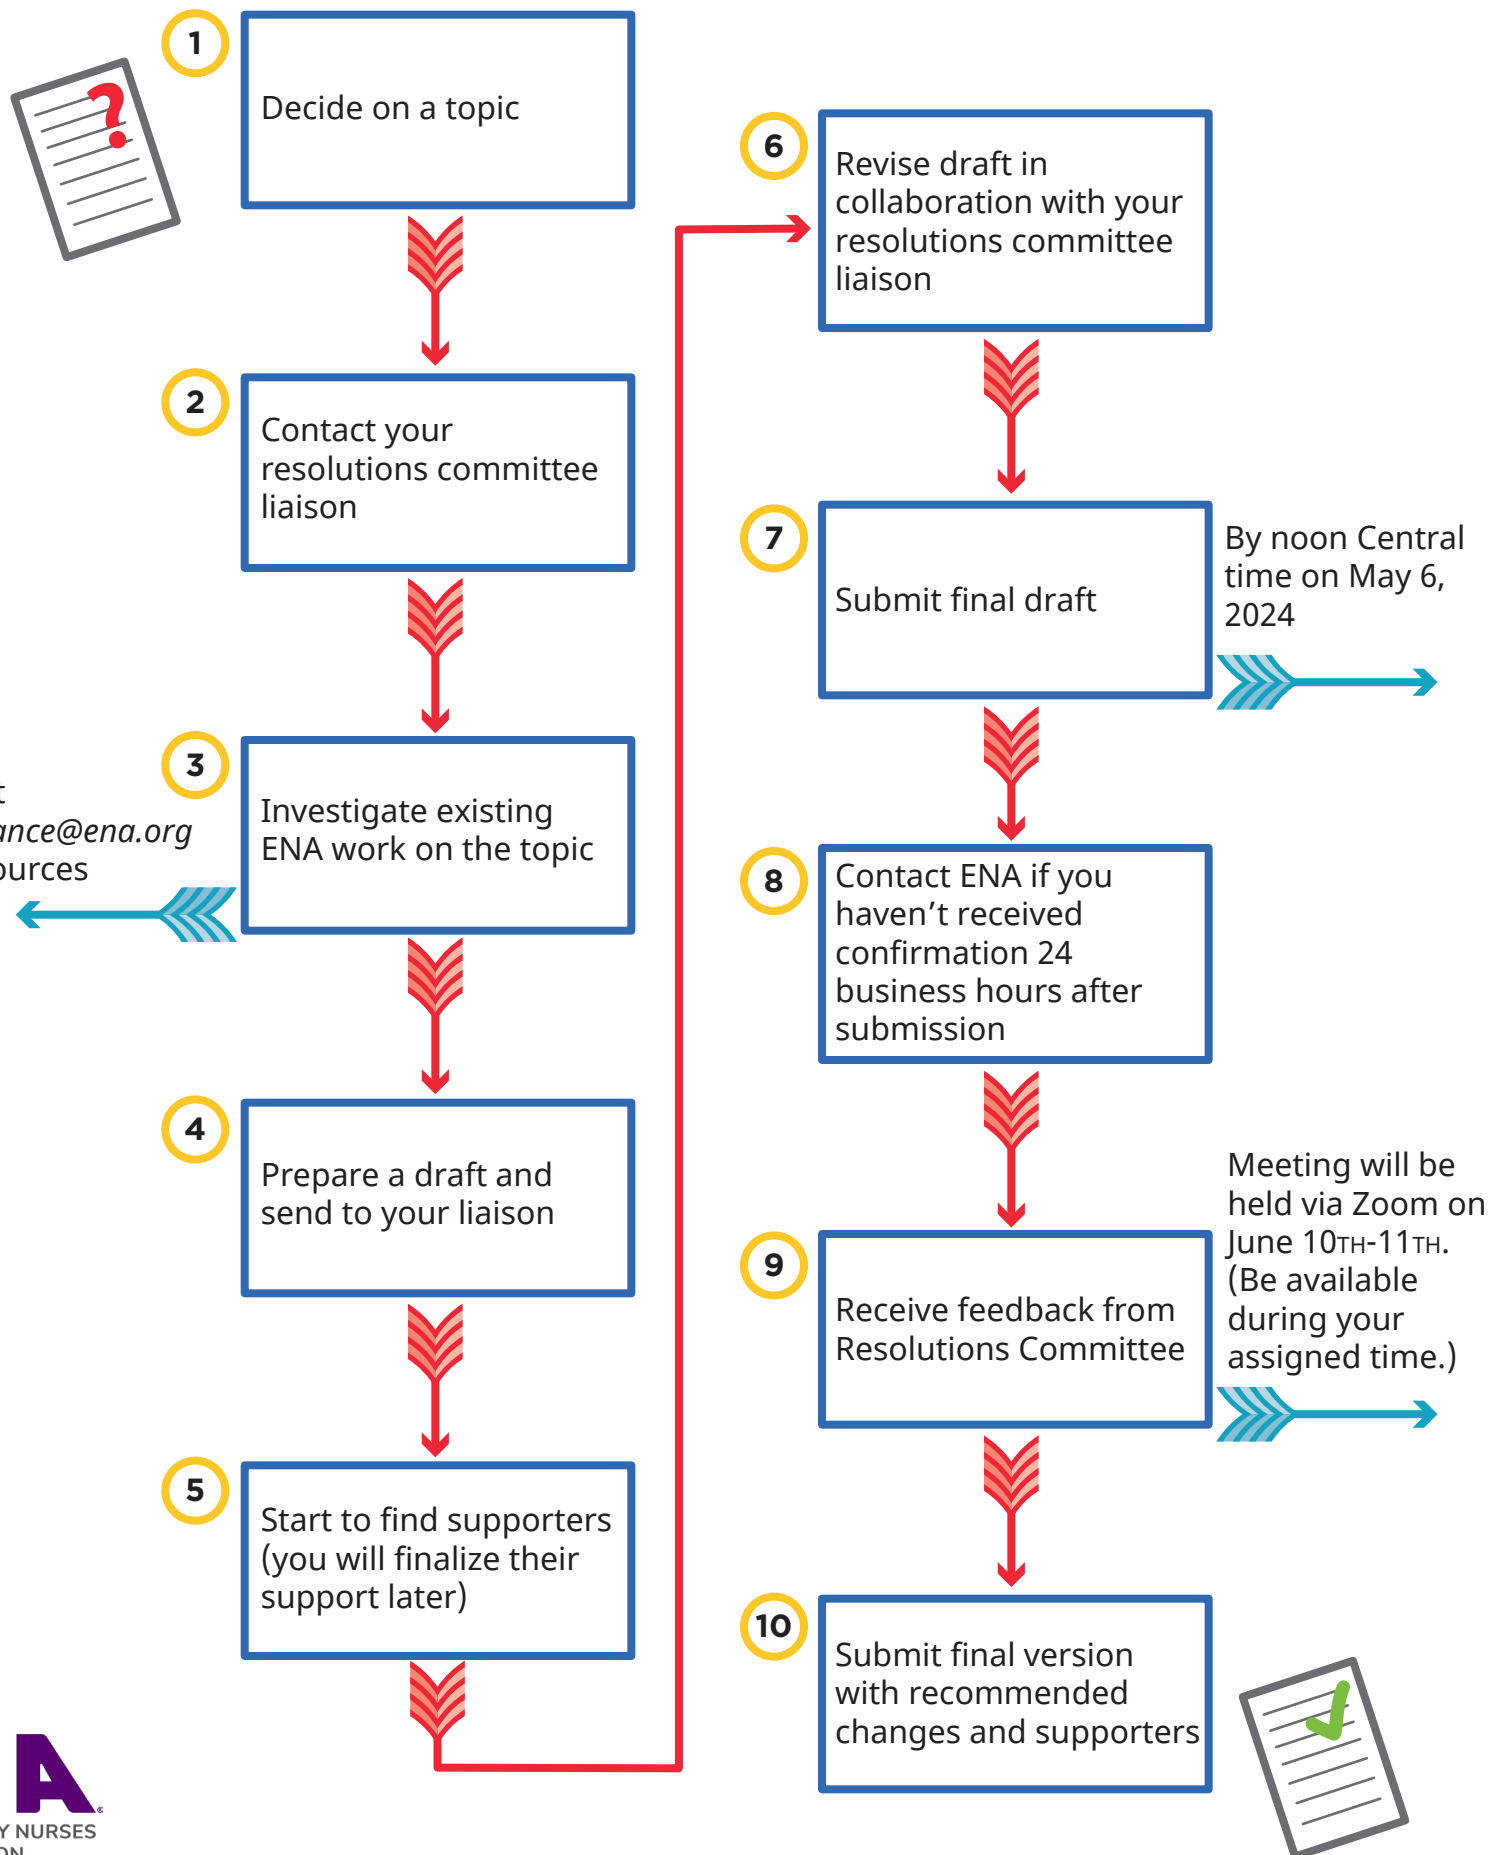 1
Decide on a topic
2
Contact your
resolutions committee
liaison
3
Investigate existing
ENA work on the topic
ance@ena.org
4
Prepare a draft and
send to your liaison
5
Start to find supporters
(you will finalize their
support later)
6
Revise draft in
collaboration with your
resolutions committee
liaison
7
Submit final draft
By noon Central
time on May 6,
2024
8
Contact ENA if you
haven’t received
confirmation 24
business hours after
submission
9
Receive feedback from
Resolutions Committee
Meeting will be
held via Zoom on
June 10TH-11TH.
(Be available
during your
assigned time.)
10
Submit final version
with recommended
changes and supporters
A
Y NURSES